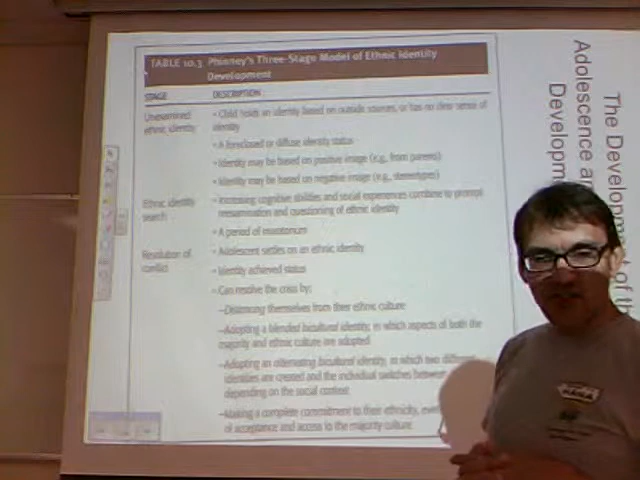 TABLE 10.3 Phinney's Three-Stage Model of Ethnic Identity
Development
STAGE DESCRIPTION
Unexamined
ethnic identity
• Child holds an identity based on outside sources, or has no clear sense of
identity
• A foreclosed or diffuse identity status
• Identity may be based on positive image (e.g., from parents)
• Identity may be based on negative image (e.g., stereotypes)
Ethnic identity
search
• Increasing cognitive abilities and social experiences combine to prompt
reexamination and questioning of ethnic identity
• A period of moratorium
Resolution of
conflict
• Adolescent settles on an ethnic identity
• Identity achieved status
• Can resolve the crisis by:
–Distancing themselves from their ethnic culture
–Adopting a blended bicultural identity, in which aspects of both the
majority and ethnic culture are adopted
–Adopting an alternating bicultural identity, in which two
identities are created and the individual switches between
depending on the social context
–Making a complete commitment to their ethnicity,
of acceptance and access to the majority culture
The Development of th
Adolescence an
Developm